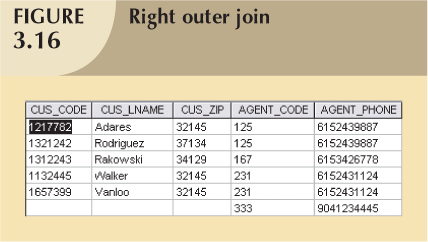 FIGURE
3.16
Right outer join
CUS_CODE CUS_LNAME CUS_ZIP AGENT_CODE AGENT_PHONE
1217782 Adares 32145 125 6152439887
1321242 Rodriguez 37134 125 6152439887
1312243 Rakowski 34129 167 6153426778
1132445 Walker 32145 231 6152431124
1657399 Vanloo 32145 231 6152431124
333 9041234445